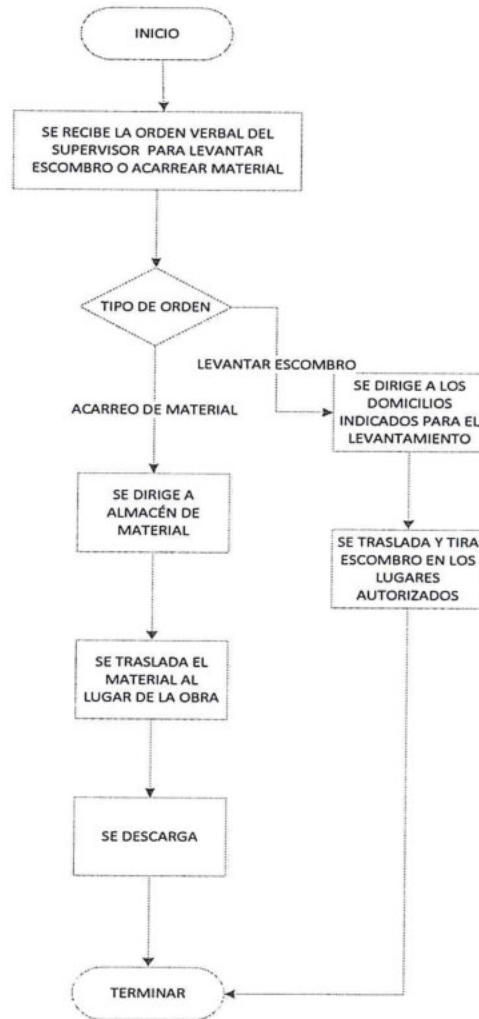 INICIO
SE RECIBE LA ORDEN VERBAL DEL
SUPERVISOR PARA LEVANTAR
ESCOMBRO O ACARREAR MATERIAL
TIPO DE ORDEN
LEVANTAR ESCOMBRO
SE DIRIGE A LOS
DOMICILIOS
INDICADOS PARA EL
LEVANTAMIENTO
ACARREO DE MATERIAL
SE DIRIGE A
ALMACÉN DE
MATERIAL
SE TRASLADA Y TIRA
ESCOMBRO EN LOS
LUGARES
AUTORIZADOS
SE TRASLADA EL
MATERIAL AL
LUGAR DE LA OBRA
SE DESCARGA
TERMINAR